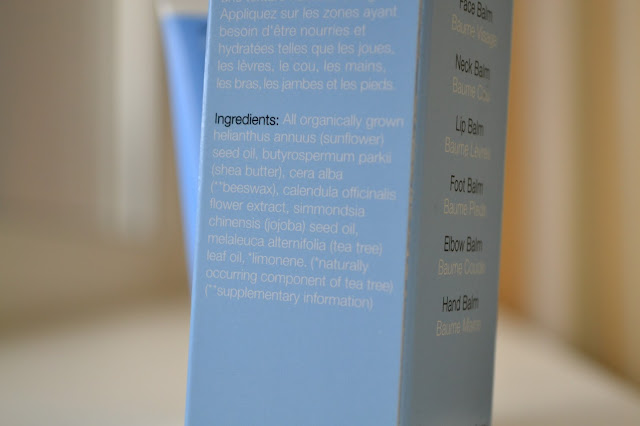 Appliquez sur les zones ayant
besoin d'être nourries et
hydratées telles que les joues,
les lèvres, le cou, les mains,
les bras, les jambes et les pieds.
Ingredients: All organically grown
helianthus annuus (sunflower)
seed oil, butyrospermum parkii
(shea butter), cera alba
(**beeswax), calendula officinalis
flower extract, simmondsia
chinensis (jojoba) seed oil,
melaleuca alternifolia (tea tree)
leaf oil, *limonene. (*naturally
occurring component of tea tree)
(**supplementary information)
Face Balm
Baume Visage
Neck Balm
Baume Cou
Lip Balm
Baume Lèvres
Foot Balm
Baume Pieds
Elbow Balm
Baume Coude
Hand Balm
Baume Mains